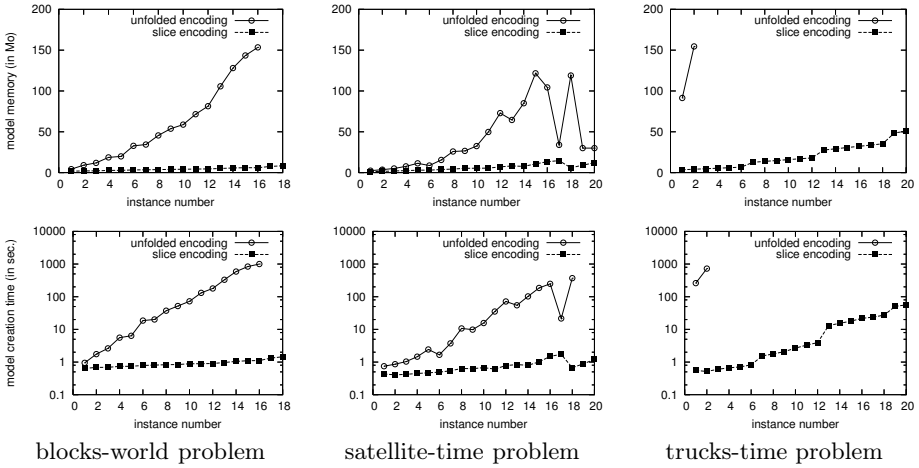 model memory (in Mo)
200
150
100
50
0
0 2 4 6 8 10 12 14 16 18
instance number
unfolded encoding
slice encoding
200
150
100
50
0
0 2 4 6 8 10 12 14 16 18 20
instance number
unfolded encoding
slice encoding
200
150
100
50
0
0 2 4 6 8 10 12 14 16 18 20
instance number
unfolded encoding
slice encoding
model creation time (in sec.)
10000
1000
100
10
1
0.1
0 2 4 6 8 10 12 14 16 18
instance number
unfolded encoding
slice encoding
10000
1000
100
10
1
0.1
0 2 4 6 8 10 12 14 16 18 20
instance number
unfolded encoding
slice encoding
10000
1000
100
10
1
0.1
0 2 4 6 8 10 12 14 16 18 20
instance number
unfolded encoding
slice encoding
blocks-world problem
satellite-time problem
trucks-time problem